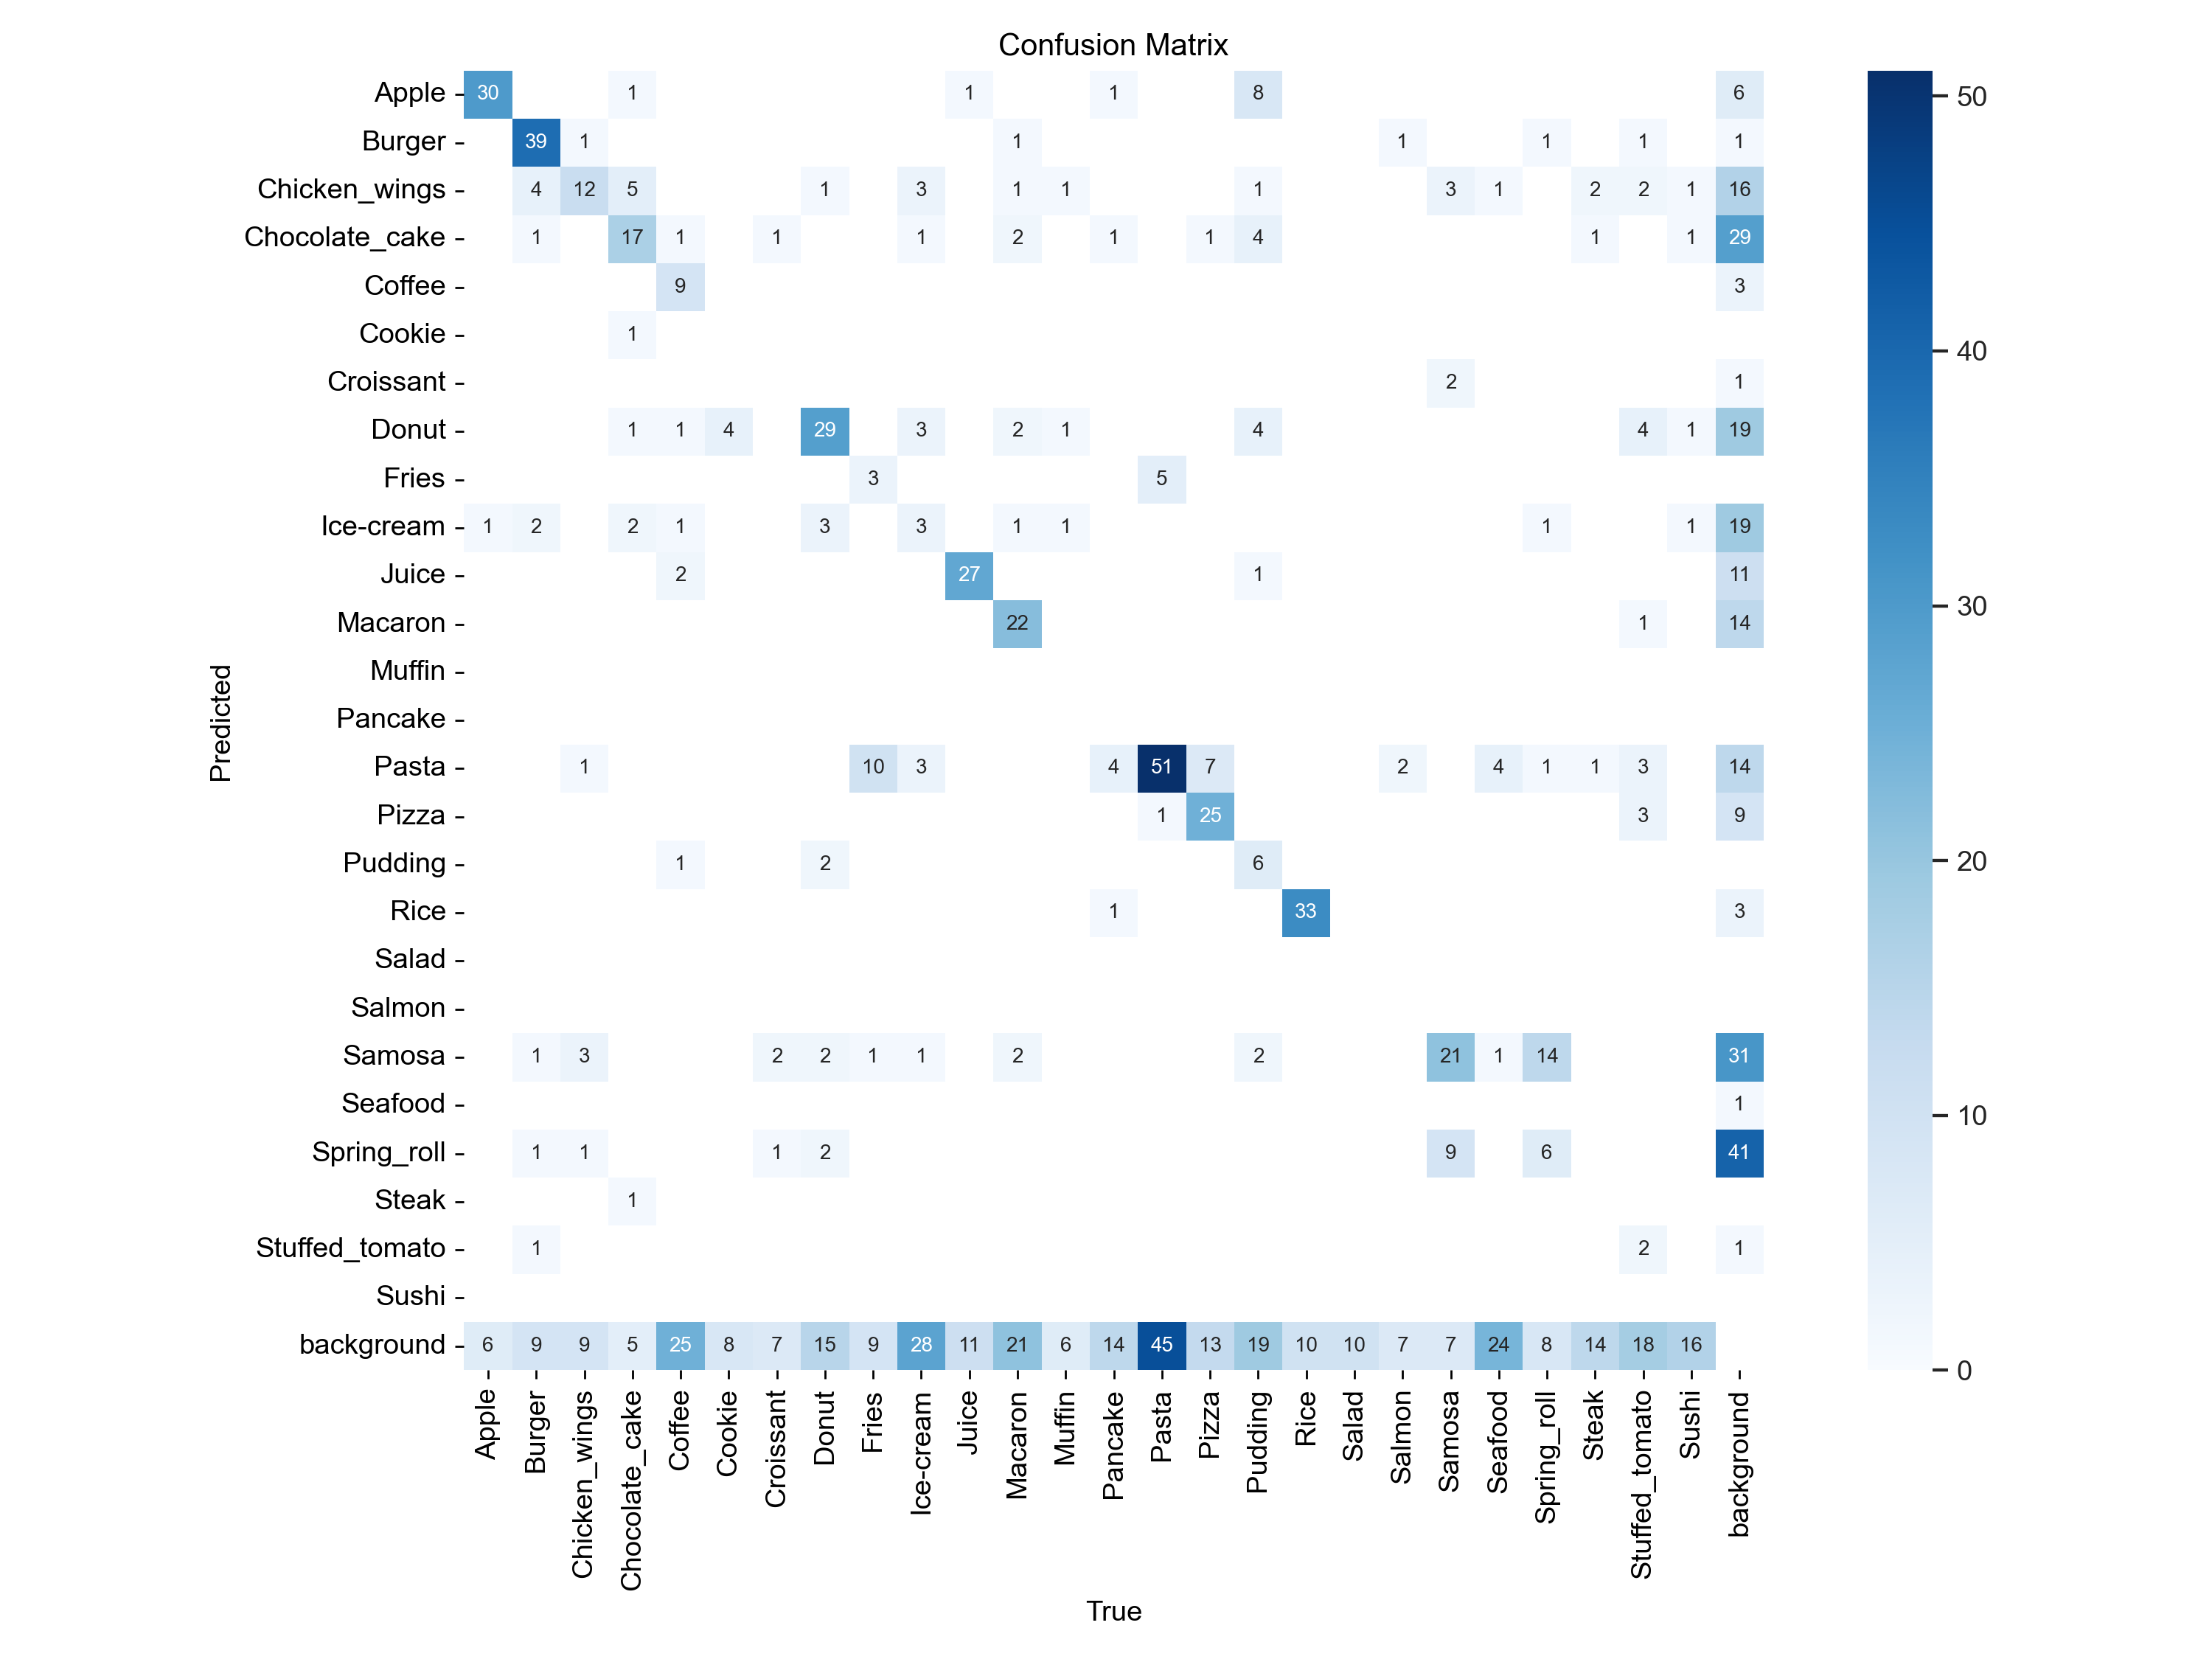 Confusion Matrix
Apple 30 1 1 1 8 6
Burger 39 1 1 1 1 1 1
Chicken_wings 4 12 5 1 3 1 1 1 3 1 2 2 1 16
Chocolate_cake 1 17 1 1 1 2 1 1 4 1 1 29
Coffee 9 3
Cookie 1
Croissant 2 1
Donut 1 1 4 29 3 2 1 4 4 1 19
Fries 3 5
Ice-cream 1 2 2 1 3 3 1 1 1 1 19
Juice 2 27 1 11
Macaron 22 1 14
Muffin
Pancake
Pasta 1 10 3 4 51 7 2 4 1 1 3 14
Pizza 1 25 3 9
Pudding 1 2 6
Rice 1 33 3
Salad
Salmon
Samosa 1 3 2 2 1 1 2 2 21 1 14 31
Seafood 1
Spring_roll 1 1 1 2 9 6 41
Steak 1
Stuffed_tomato 1 2 1
Sushi
background 6 9 9 5 25 8 7 15 9 28 11 21 6 14 45 13 19 10 10 7 7 24 8 14 18 16
Predicted
Apple Burger Chicken_wings Chocolate_cake Coffee Cookie Croissant Donut Fries Ice-cream Juice Macaron Muffin Pancake Pasta Pizza Pudding Rice Salad Salmon Samosa Seafood Spring_roll Steak Stuffed_tomato Sushi background
True
50
40
30
20
10
0